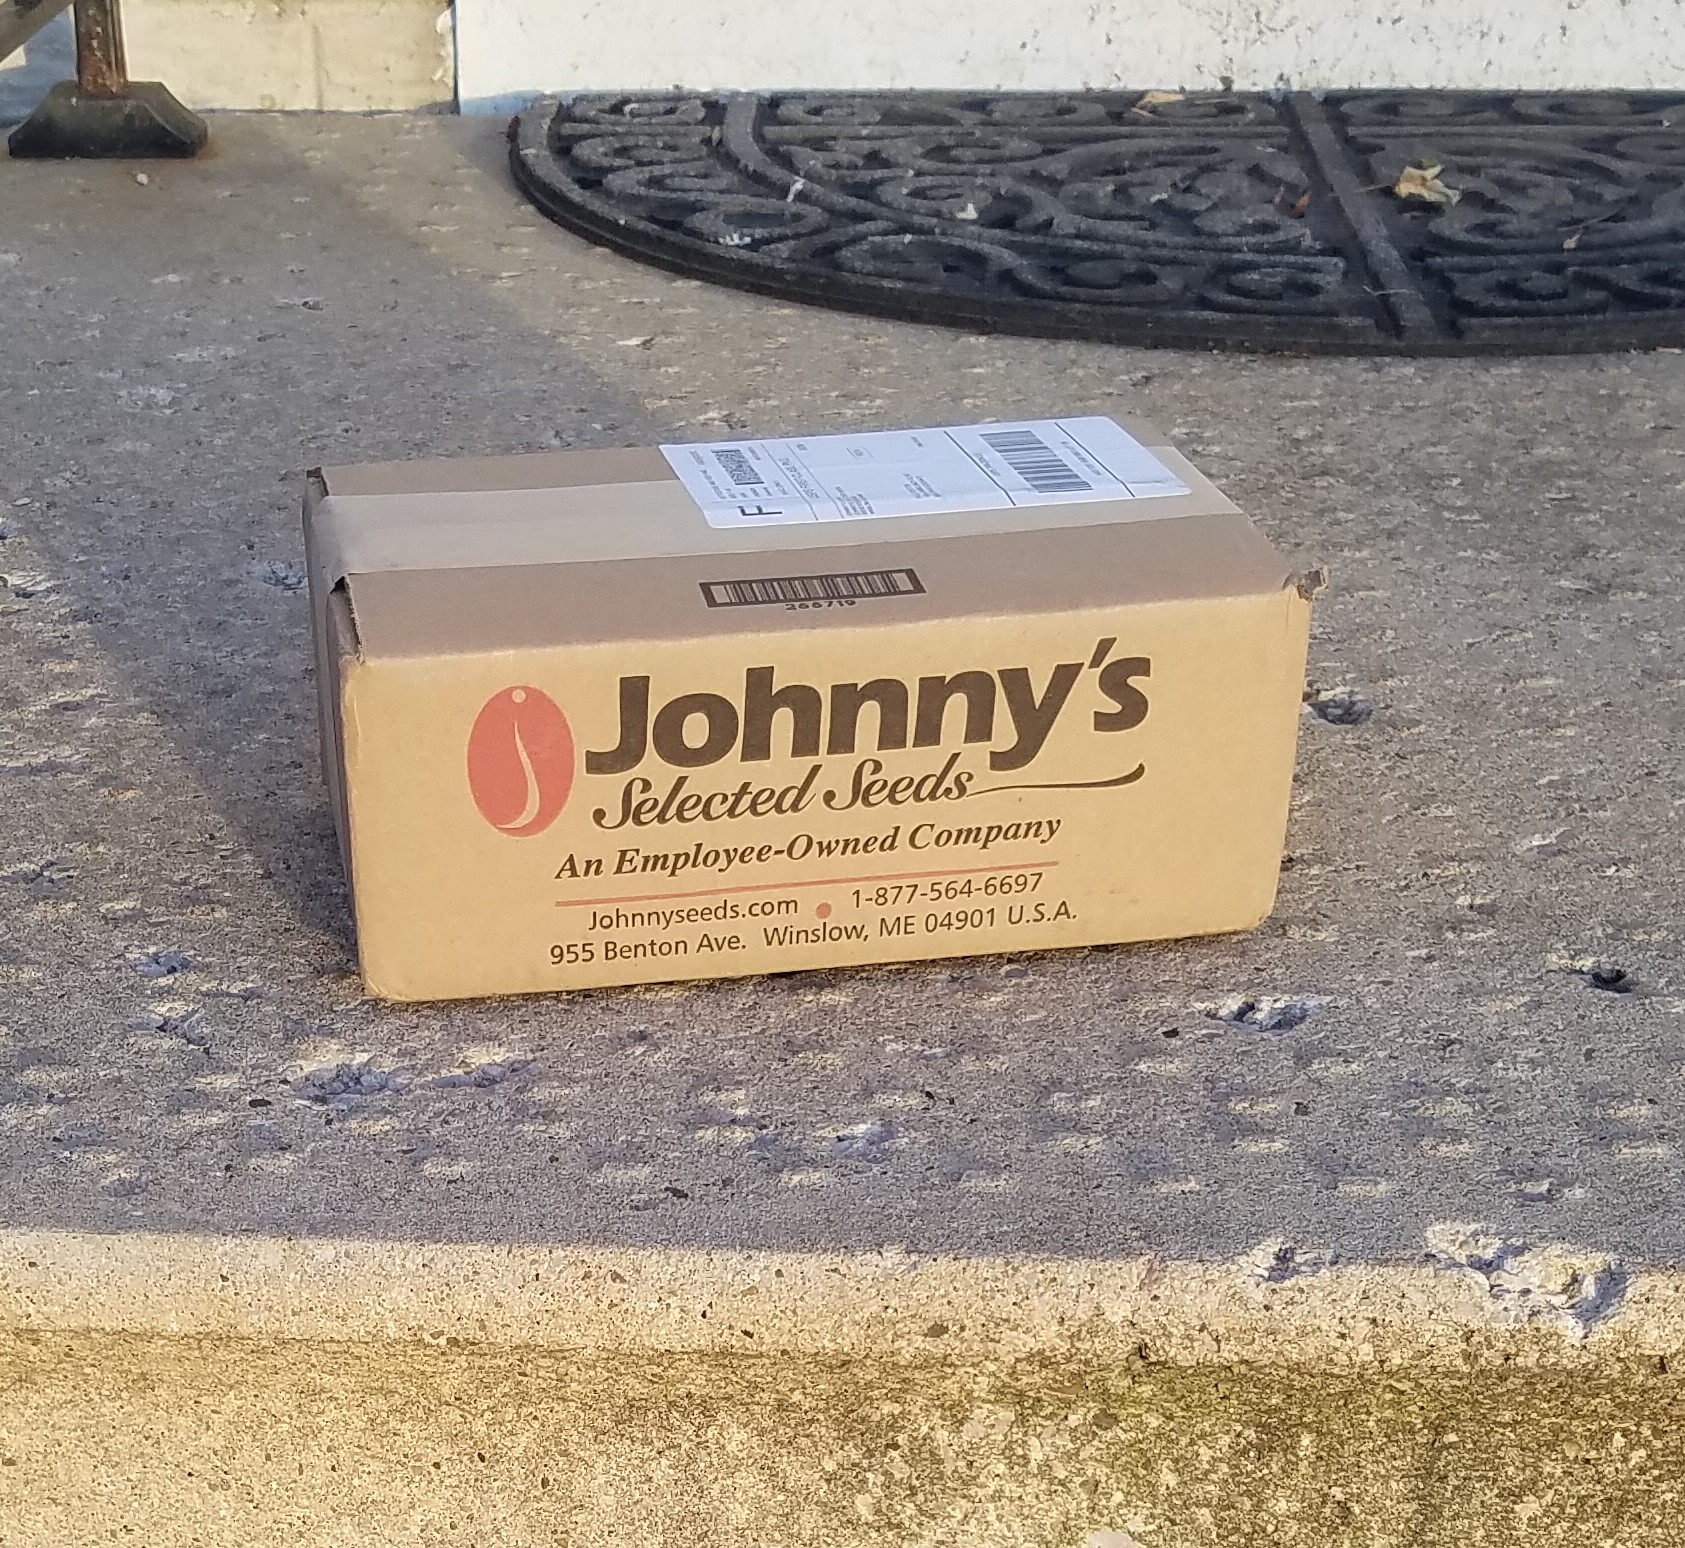 F
268719
Johnny's
Selected Seeds
An Employee-Owned Company
Johnnyseeds.com • 1-877-564-6697
955 Benton Ave. Winslow, ME 04901 U.S.A.